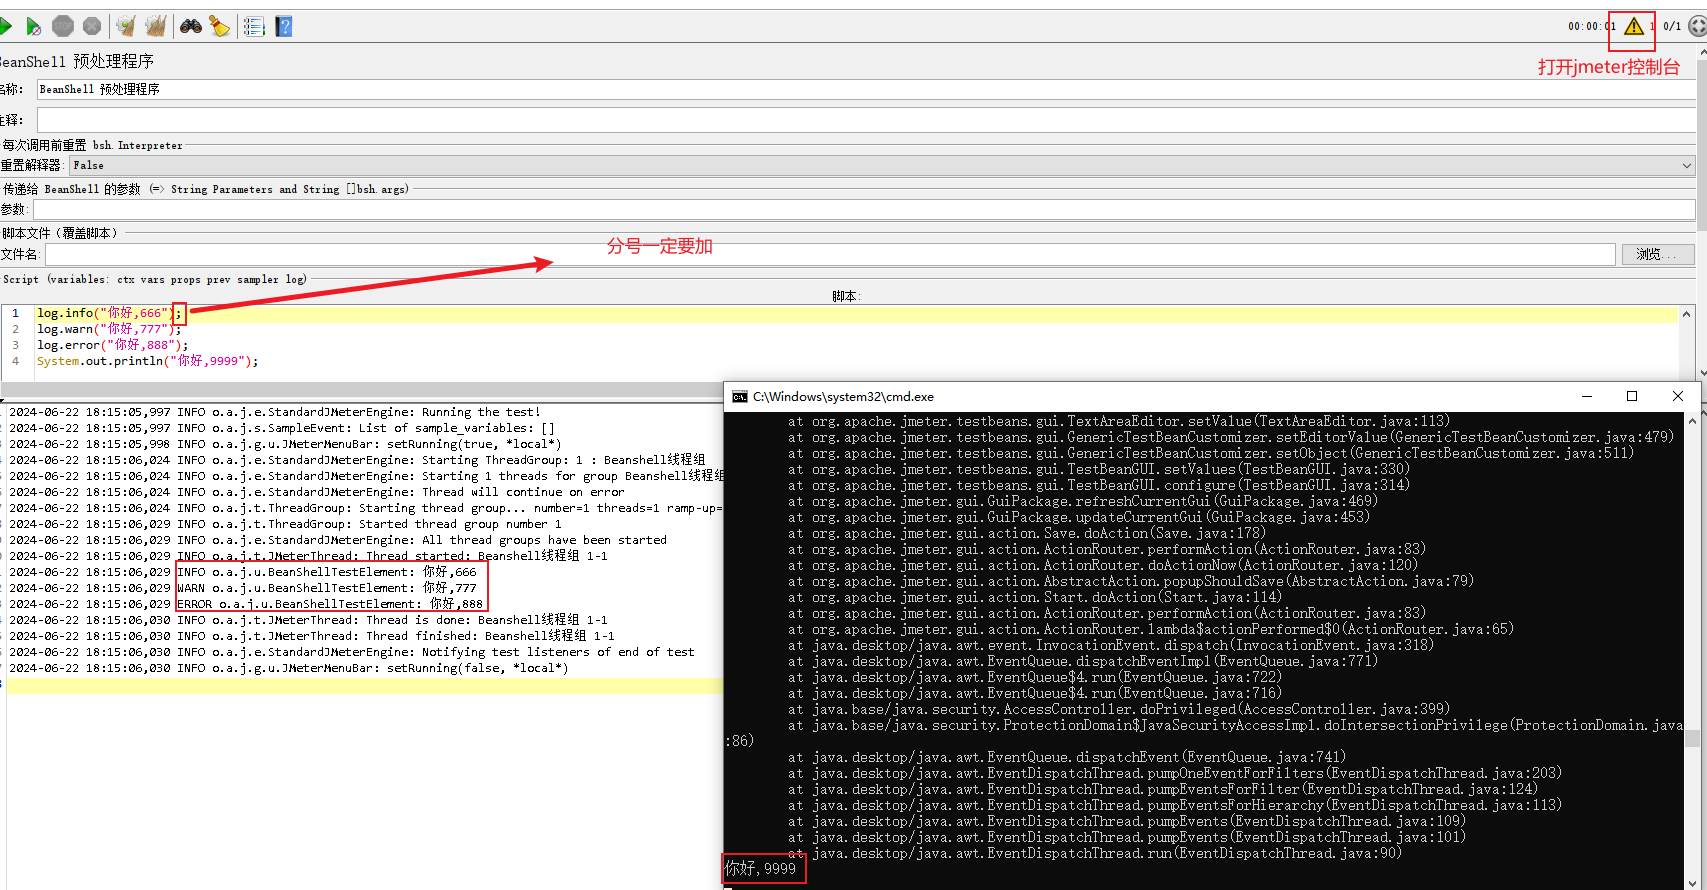 STOP
00:00:01
1
0/1
打开jmeter控制台
BeanShell 预处理程序
名称:
BeanShell 预处理程序
注释:
每次调用前重置 bsh.Interpreter
重置解释器:
False
传递给 BeanShell 的参数 (=> String Parameters and String []bsh.args)
参数:
脚本文件 (覆盖脚本)
分号一定要加
文件名:
浏览...
Script (variables: ctx vars props prev sampler log)
脚本:
1 log.info("你好,666");
2 log.warn("你好,777");
3 log.error("你好,888");
4 System.out.println("你好,9999");
2024-06-22 18:15:05,997 INFO o.a.j.e.StandardJMeterEngine: Running the test!
2024-06-22 18:15:05,997 INFO o.a.j.s.SampleEvent: List of sample_variables: []
2024-06-22 18:15:05,998 INFO o.a.j.g.u.JMeterMenuBar: setRunning(true, *local*)
2024-06-22 18:15:06,024 INFO o.a.j.e.StandardJMeterEngine: Starting ThreadGroup: 1 : Beanshell线程组
2024-06-22 18:15:06,024 INFO o.a.j.e.StandardJMeterEngine: Starting 1 threads for group Beanshell线程组
2024-06-22 18:15:06,024 INFO o.a.j.e.StandardJMeterEngine: Thread will continue on error
2024-06-22 18:15:06,024 INFO o.a.j.t.ThreadGroup: Starting thread group... number=1 threads=1 ramp-up=
2024-06-22 18:15:06,029 INFO o.a.j.t.ThreadGroup: Started thread group number 1
2024-06-22 18:15:06,029 INFO o.a.j.e.StandardJMeterEngine: All thread groups have been started
2024-06-22 18:15:06,029 INFO o.a.j.t.JMeterThread: Thread started: Beanshell线程组 1-1
2024-06-22 18:15:06,029 INFO o.a.j.u.BeanShellTestElement: 你好,666
2024-06-22 18:15:06,029 WARN o.a.j.u.BeanShellTestElement: 你好,777
2024-06-22 18:15:06,029 ERROR o.a.j.u.BeanShellTestElement: 你好,888
2024-06-22 18:15:06,030 INFO o.a.j.t.JMeterThread: Thread is done: Beanshell线程组 1-1
2024-06-22 18:15:06,030 INFO o.a.j.t.JMeterThread: Thread finished: Beanshell线程组 1-1
2024-06-22 18:15:06,030 INFO o.a.j.e.StandardJMeterEngine: Notifying test listeners of end of test
2024-06-22 18:15:06,030 INFO o.a.j.g.u.JMeterMenuBar: setRunning(false, *local*)
C:\Windows\system32\cmd.exe
at org.apache.jmeter.testbeans.gui.TextAreaEditor.setValue(TextAreaEditor.java:113)
at org.apache.jmeter.testbeans.gui.GenericTestBeanCustomizer.setEditorValue(GenericTestBeanCustomizer.java:479)
at org.apache.jmeter.testbeans.gui.GenericTestBeanCustomizer.setObject(GenericTestBeanCustomizer.java:511)
at org.apache.jmeter.testbeans.gui.TestBeanGUI.setValues(TestBeanGUI.java:330)
at org.apache.jmeter.testbeans.gui.TestBeanGUI.configure(TestBeanGUI.java:314)
at org.apache.jmeter.gui.GuiPackage.refreshCurrentGui(GuiPackage.java:469)
at org.apache.jmeter.gui.GuiPackage.updateCurrentGui(GuiPackage.java:453)
at org.apache.jmeter.gui.action.Save.doAction(Save.java:178)
at org.apache.jmeter.gui.action.ActionRouter.performAction(ActionRouter.java:83)
at org.apache.jmeter.gui.action.ActionRouter.doActionNow(ActionRouter.java:120)
at org.apache.jmeter.gui.action.AbstractAction.popupShouldSave(AbstractAction.java:79)
at org.apache.jmeter.gui.action.Start.doAction(Start.java:114)
at org.apache.jmeter.gui.action.ActionRouter.performAction(ActionRouter.java:83)
at org.apache.jmeter.gui.action.ActionRouter.lambda$actionPerformed$0(ActionRouter.java:65)
at java.desktop/java.awt.event.InvocationEvent.dispatch(InvocationEvent.java:318)
at java.desktop/java.awt.EventQueue.dispatchEventImpl(EventQueue.java:771)
at java.desktop/java.awt.EventQueue$4.run(EventQueue.java:722)
at java.desktop/java.awt.EventQueue$4.run(EventQueue.java:716)
at java.base/java.security.AccessController.doPrivileged(AccessController.java:399)
at java.base/java.security.ProtectionDomain$JavaSecurityAccessImpl.doIntersectionPrivilege(ProtectionDomain.java
:86)
at java.desktop/java.awt.EventQueue.dispatchEvent(EventQueue.java:741)
at java.desktop/java.awt.EventDispatchThread.pumpOneEventForFilters(EventDispatchThread.java:203)
at java.desktop/java.awt.EventDispatchThread.pumpEventsForFilter(EventDispatchThread.java:124)
at java.desktop/java.awt.EventDispatchThread.pumpEventsForHierarchy(EventDispatchThread.java:113)
at java.desktop/java.awt.EventDispatchThread.pumpEvents(EventDispatchThread.java:109)
at java.desktop/java.awt.EventDispatchThread.pumpEvents(EventDispatchThread.java:101)
at java.desktop/java.awt.EventDispatchThread.run(EventDispatchThread.java:90)
你好,9999